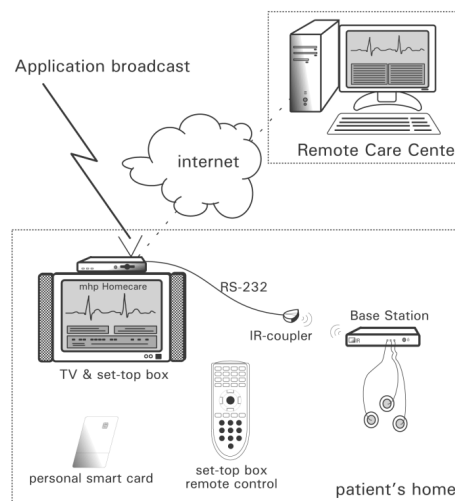 Application broadcast
internet
Remote Care Cente
mhp Homecare
RS-232
IR-coupler
Base Station
TV & set-top box
personal smart card
set-top box
remote control
patient's home